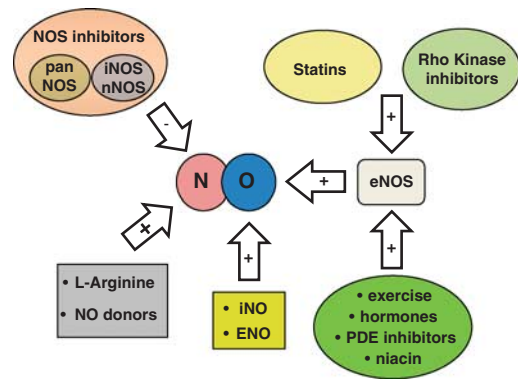 NOS inhibitors
pan
NOS
iNOS
nNOS
Statins
Rho Kinase
inhibitors
-
+
N O
+
eNOS
+
+
+
• L-Arginine
• NO donors
• iNO
• ENO
• exercise
• hormones
• PDE inhibitors
• niacin